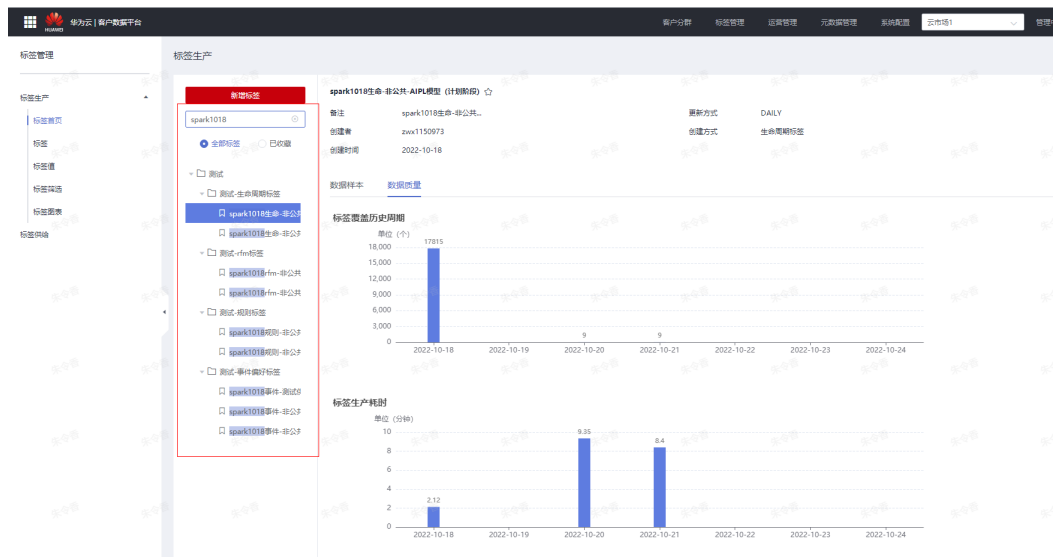 HUAWEI
华为云 | 客户数据平台
客户分群 标签管理 运营管理 元数据管理 系统配置 云市场1
标签管理
标签生产
标签首页
标签
标签值
标签筛选
标签图表
标签供给
标签生产
新增标签
spark1018
全部标签 已收藏
测试
测试-生命周期标签
spark1018生命-非公共
spark1018生命-非公共
测试-rfm标签
spark1018rfm-非公共
spark1018rfm-非公共
测试-规则标签
spark1018规则-非公共
spark1018规则-非公共
测试-事件偏好标签
spark1018事件-测试
spark1018事件-非公共
spark1018事件-非公共
spark1018生命-非公共-AIPL模型（计划阶段）
备注 spark1018生命-非公共... 更新方式 DAILY
创建者 zwx1150973 创建方式 生命周期标签
创建时间 2022-10-18
数据样本 数据质量
标签覆盖历史周期
单位（个）
17815
18,000
15,000
12,000
9,000
6,000
3,000
9 9
0
2022-10-18 2022-10-19 2022-10-20 2022-10-21 2022-10-22 2022-10-23 2022-10-24
标签生产耗时
单位（分钟）
10 9.35
8.4
8
6
4
2.12
2
0
2022-10-18 2022-10-19 2022-10-20 2022-10-21 2022-10-22 2022-10-23 2022-10-24